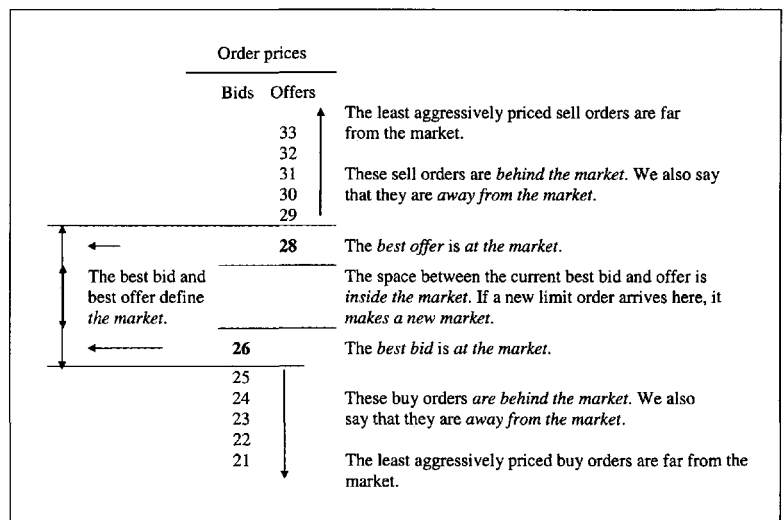 Order prices
Bids Offers
The least aggressively priced sell orders are far
from the market.
33
32
31 These sell orders are behind the market. We also say
30 that they are away from the market.
29
28 The best offer is at the market.
The best bid and The space between the current best bid and offer is
best offer define inside the market. If a new limit order arrives here, it
the market. makes a new market.
26 The best bid is at the market.
25
24 These buy orders are behind the market. We also
23 say that they are away from the market.
22
21 The least aggressively priced buy orders are far from the
market.